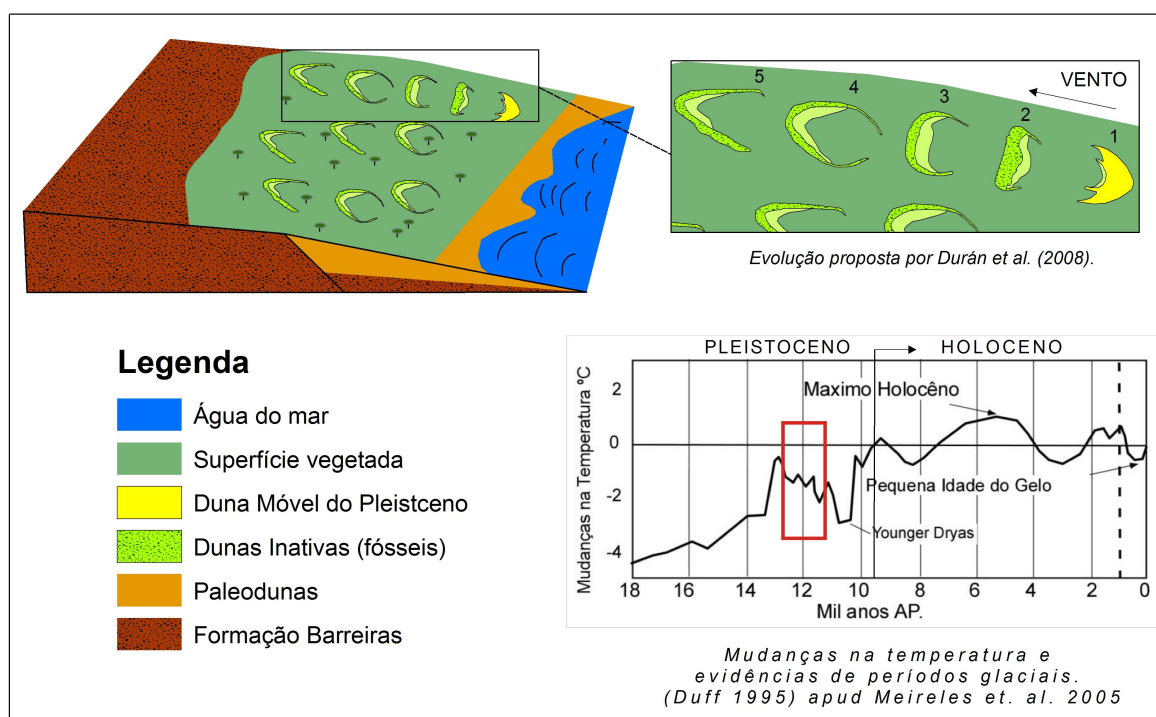 5
4
3
2
1
VENTO
Evolução proposta por Durán et al. (2008).
Legenda
Água do mar
Superfície vegetada
Duna Móvel do Pleistceno
Dunas Inativas (fósseis)
Paleodunas
Formação Barreiras
PLEISTOCENO
HOLOCENO
Mudanças na Temperatura ºC
2
0
-2
-4
Maximo Holocêno
Pequena Idade do Gelo
Younger Dryas
18 16 14 12 10 8 6 4 2 0
Mil anos AP.
Mudanças na temperatura e
evidências de períodos glaciais.
(Duff 1995) apud Meireles et. al. 2005